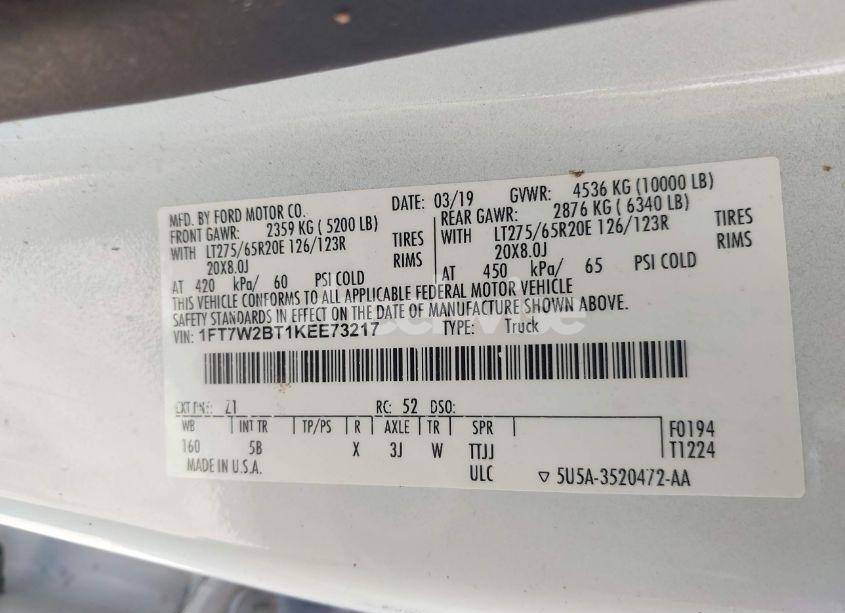 MFD. BY FORD MOTOR CO. DATE: 03/19 GVWR: 4536 KG (10000 LB)
FRONT GAWR: 2359 KG ( 5200 LB) REAR GAWR: 2876 KG ( 6340 LB)
WITH LT275/65R20E 126/123R TIRES WITH LT275/65R20E 126/123R TIRES
20X8.0J RIMS 20X8.0J RIMS
AT 420 kPa/ 60 PSI COLD AT 450 kPa/ 65 PSI COLD
THIS VEHICLE CONFORMS TO ALL APPLICABLE FEDERAL MOTOR VEHICLE
SAFETY STANDARDS IN EFFECT ON THE DATE OF MANUFACTURE SHOWN ABOVE.
VIN: 1FT7W2BT1KEE73217 TYPE: Truck
EXT PNT: Z1 RC: 52 DSO:
WB INT TR TP/PS R AXLE TR SPR F0194
160 5B X 3J W TTJJ T1224
MADE IN U.S.A. ULC ▽ 5U5A-3520472-AA